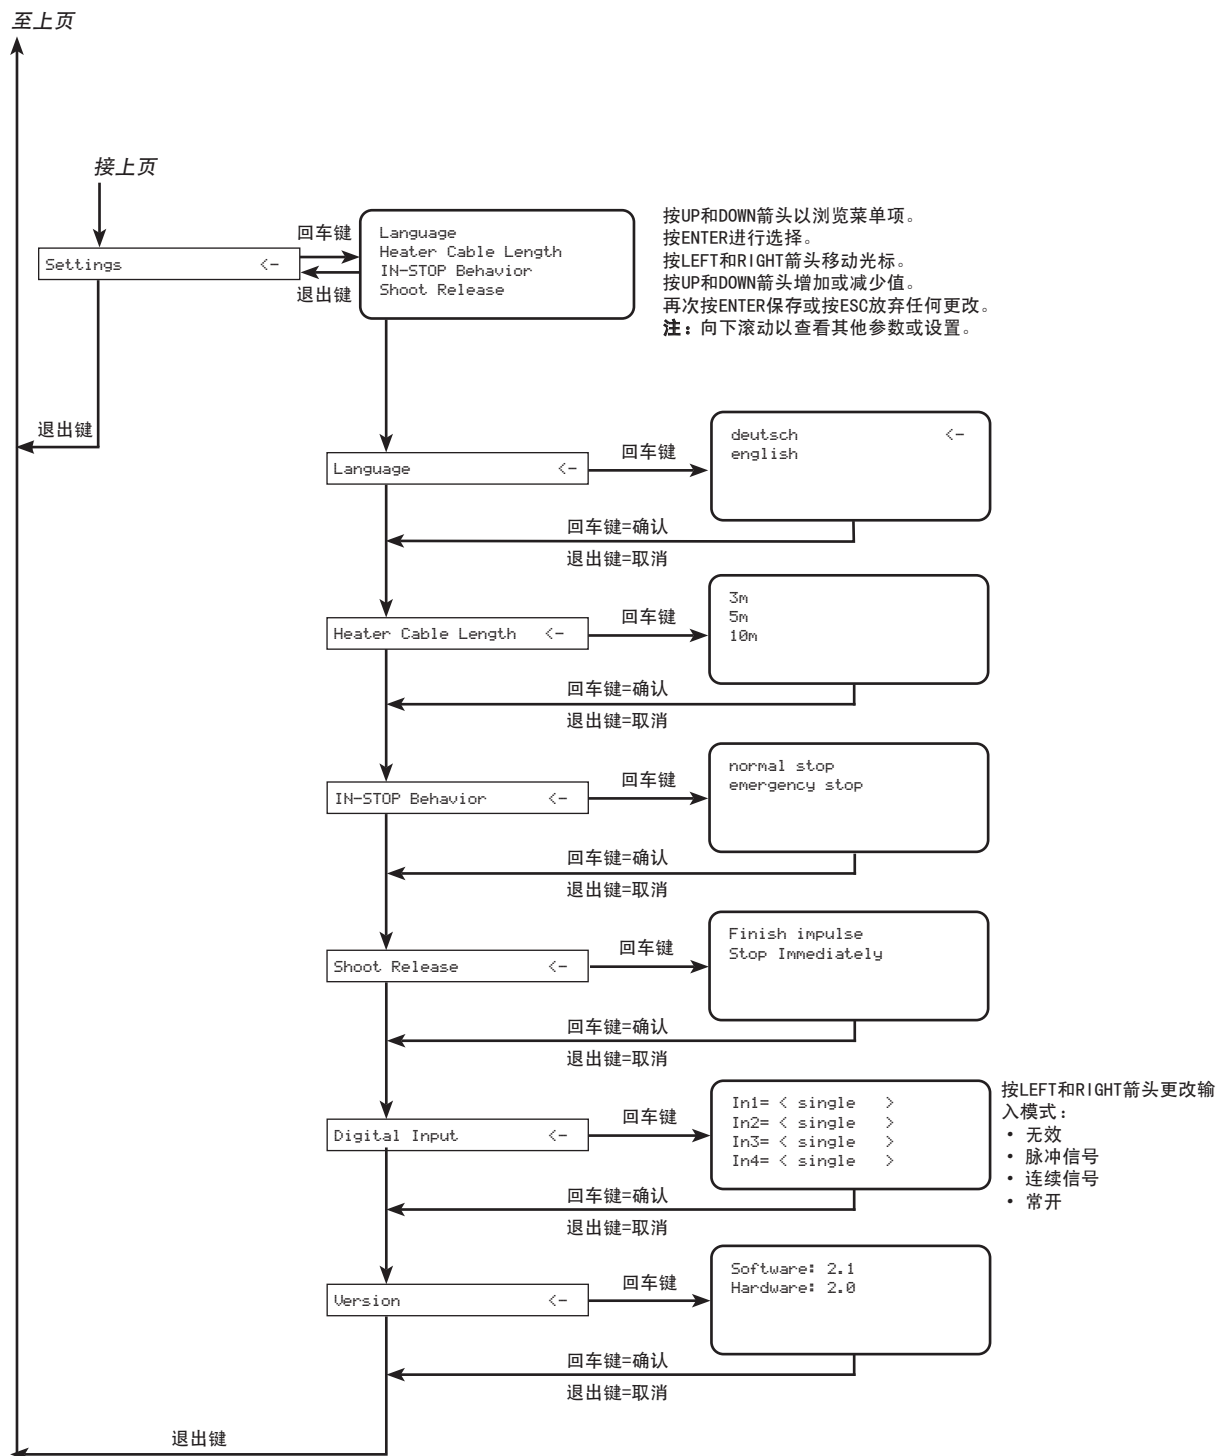 至上页
接上页
Settings <-
回车键
退出键
Language
Heater Cable Length
IN-STOP Behavior
Shoot Release
按UP和DOWN箭头以浏览菜单项。
按ENTER进行选择。
按LEFT和RIGHT箭头移动光标。
按UP和DOWN箭头增加或减少值。
再次按ENTER保存或按ESC放弃任何更改。
注：向下滚动以查看其他参数或设置。
退出键
Language <-
回车键
deutsch <-
english
回车键=确认
退出键=取消
Heater Cable Length <-
回车键
3m
5m
10m
回车键=确认
退出键=取消
IN-STOP Behavior <-
回车键
normal stop
emergency stop
回车键=确认
退出键=取消
Shoot Release <-
回车键
Finish impulse
Stop Immediately
回车键=确认
退出键=取消
Digital Input <-
回车键
In1= < single >
In2= < single >
In3= < single >
In4= < single >
按LEFT和RIGHT箭头更改输
入模式：
• 无效
• 脉冲信号
• 连续信号
• 常开
回车键=确认
退出键=取消
Version <-
回车键
Software: 2.1
Hardware: 2.0
回车键=确认
退出键=取消
退出键